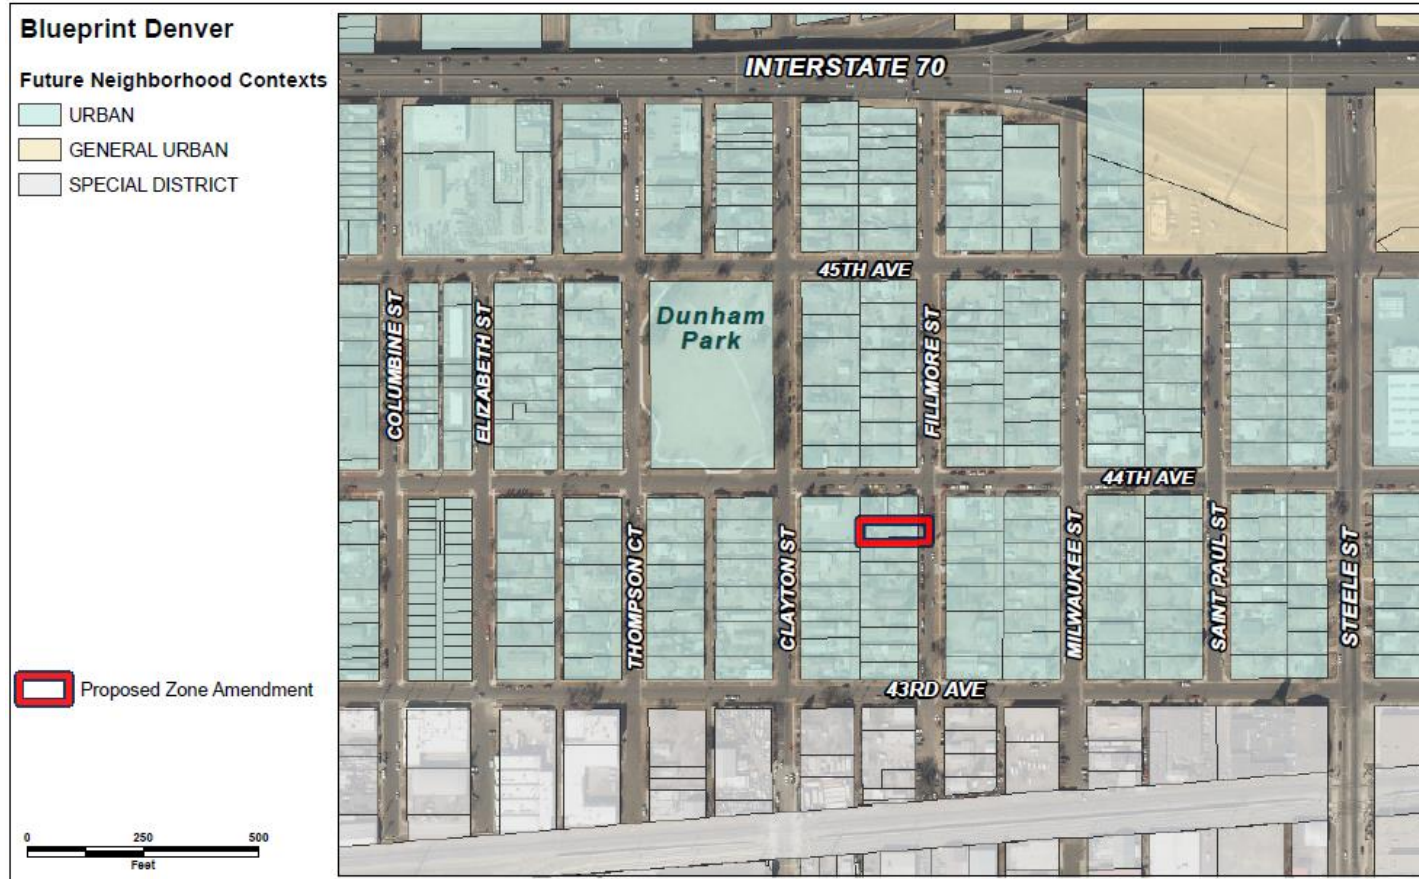 Blueprint Denver
Future Neighborhood Contexts
URBAN
GENERAL URBAN
SPECIAL DISTRICT
Proposed Zone Amendment
0 250 500
Feet
INTERSTATE 70
45TH AVE
COLUMBINE ST
ELIZABETH ST
Dunham
Park
FILLMORE ST
44TH AVE
THOMPSON CT
CLAYTON ST
MILWAUKEE ST
SAINT PAUL ST
STEELE ST
43RD AVE